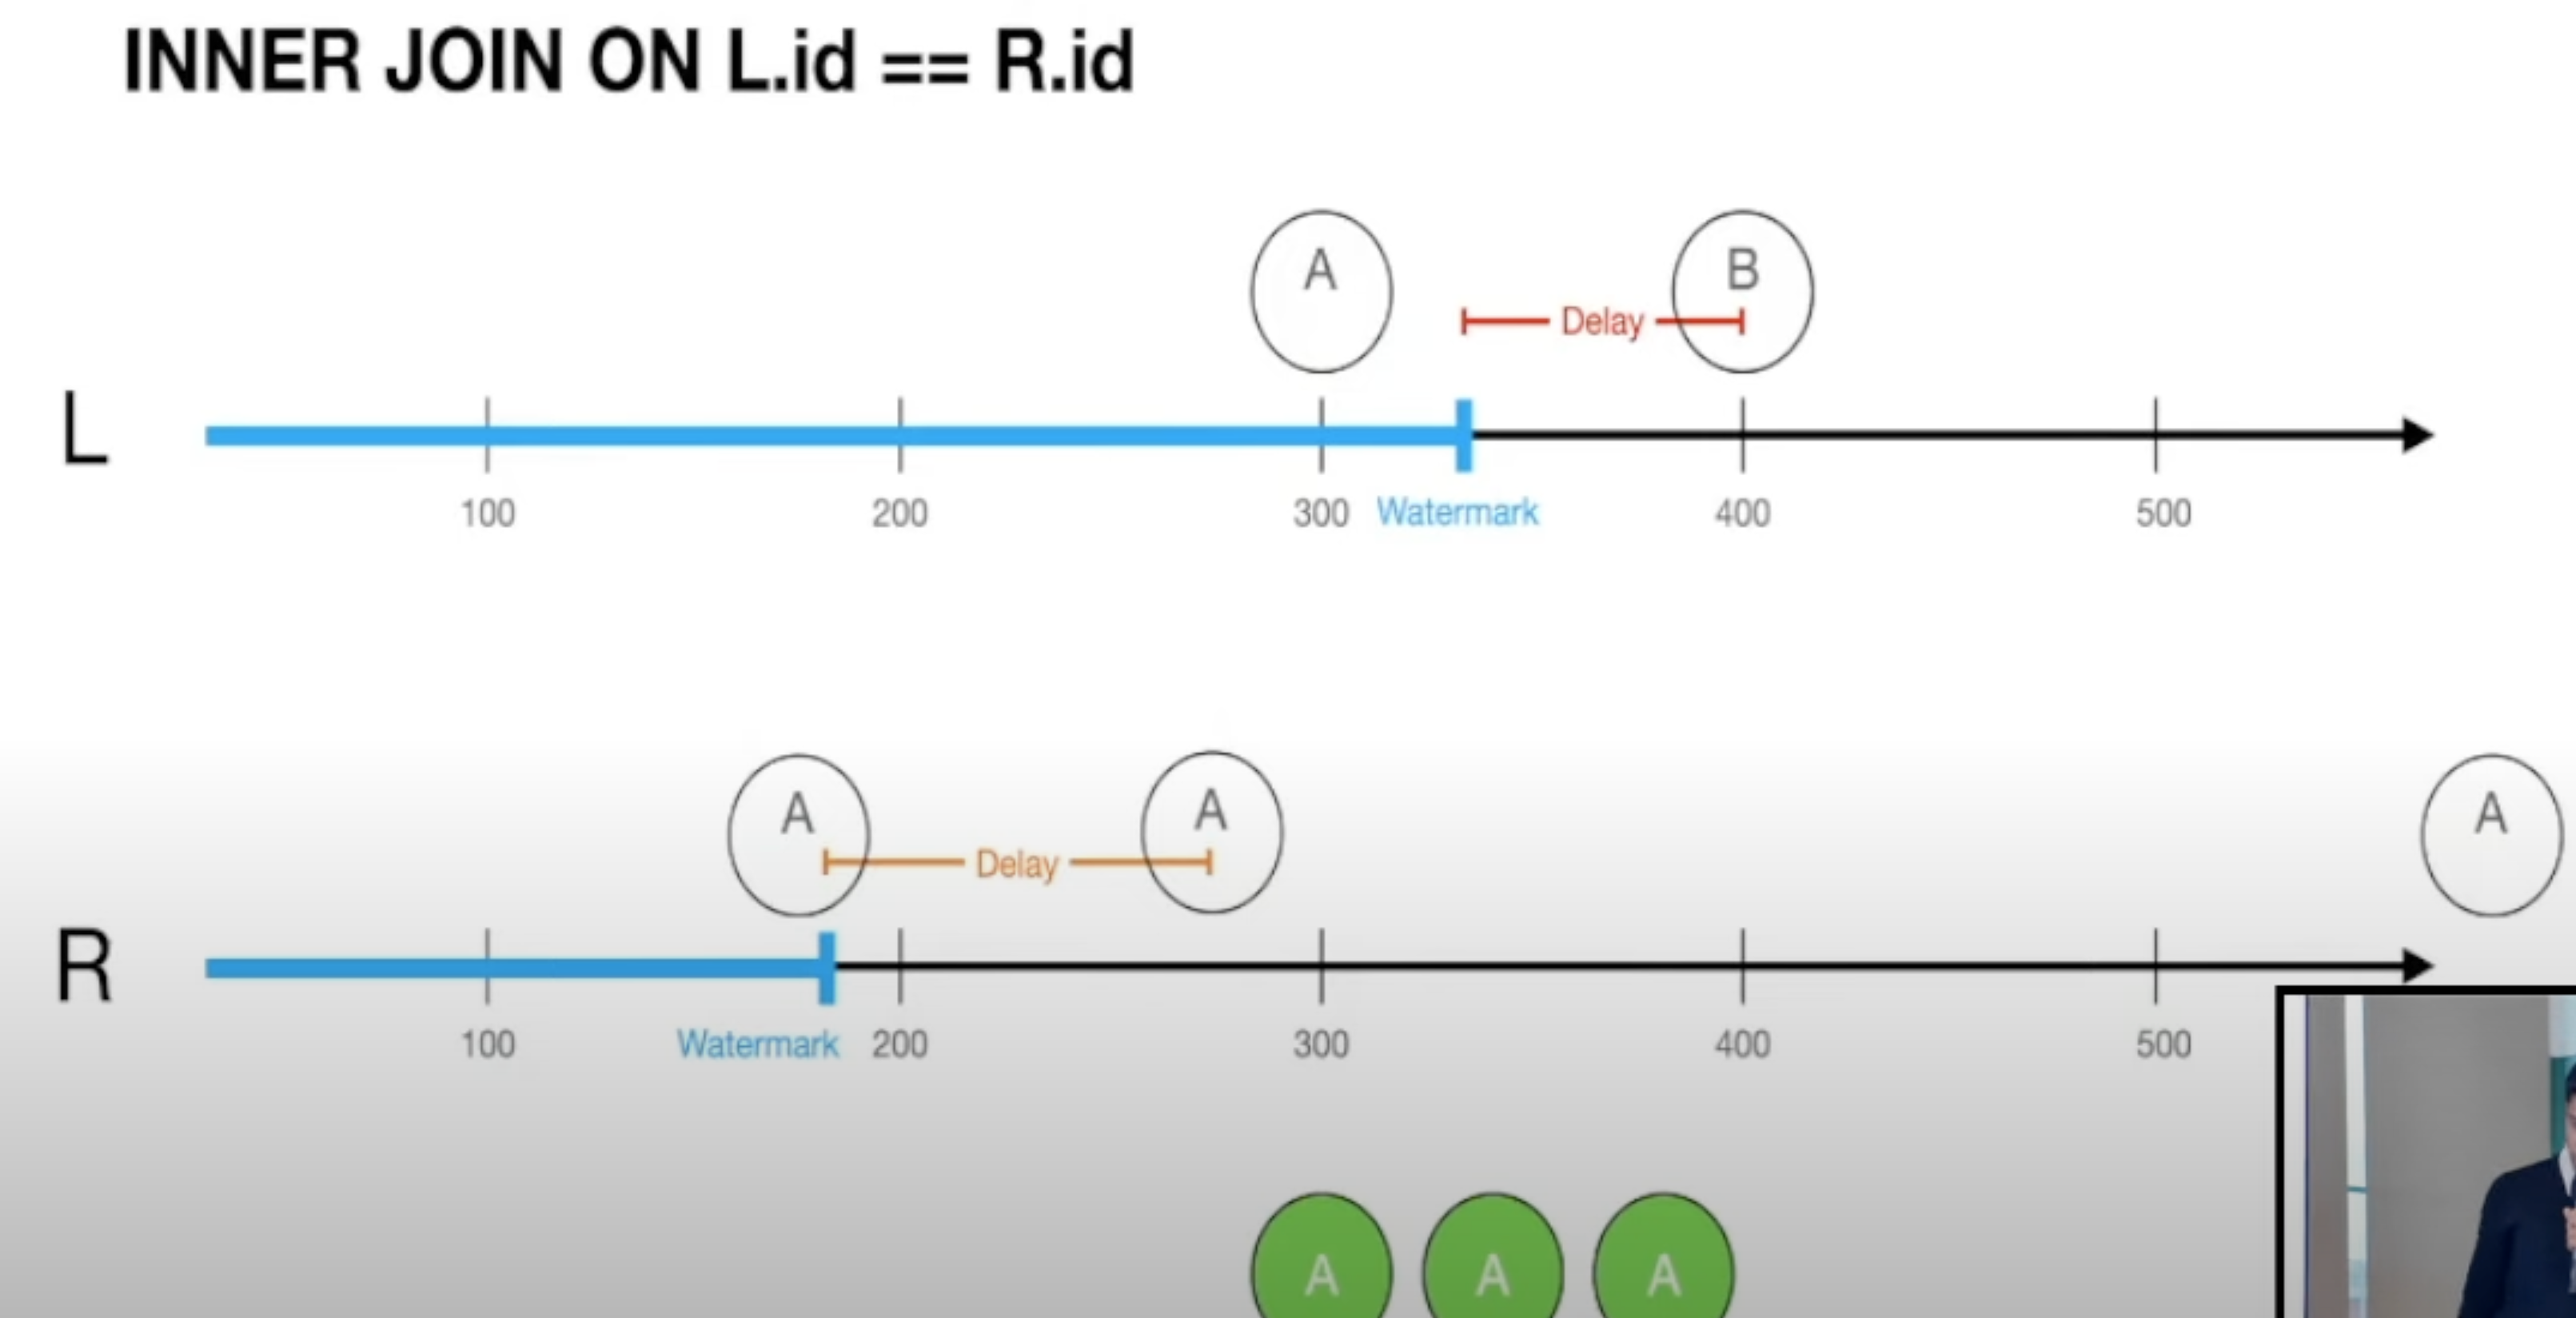 INNER JOIN ON L.id == R.id
A
B
Delay
L
100
200
300
Watermark
400
500
A
A
A
Delay
R
100
Watermark
200
300
400
500
A
A
A